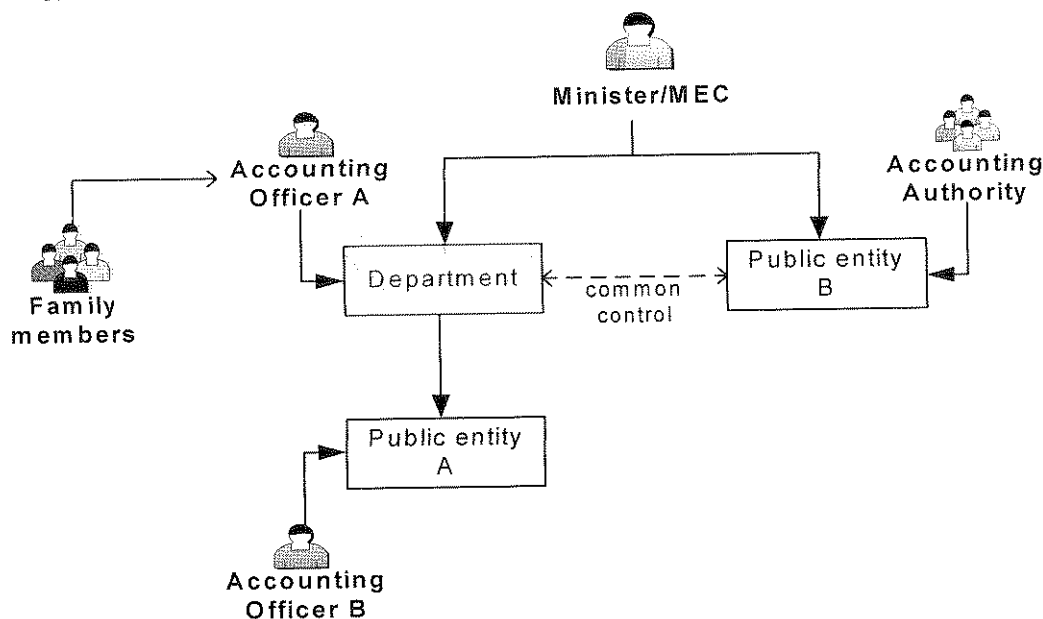 Minister/MEC
Accounting
Officer A
Accounting
Authority
Family
members
Department
common
control
Public entity
B
Public entity
A
Accounting
Officer B